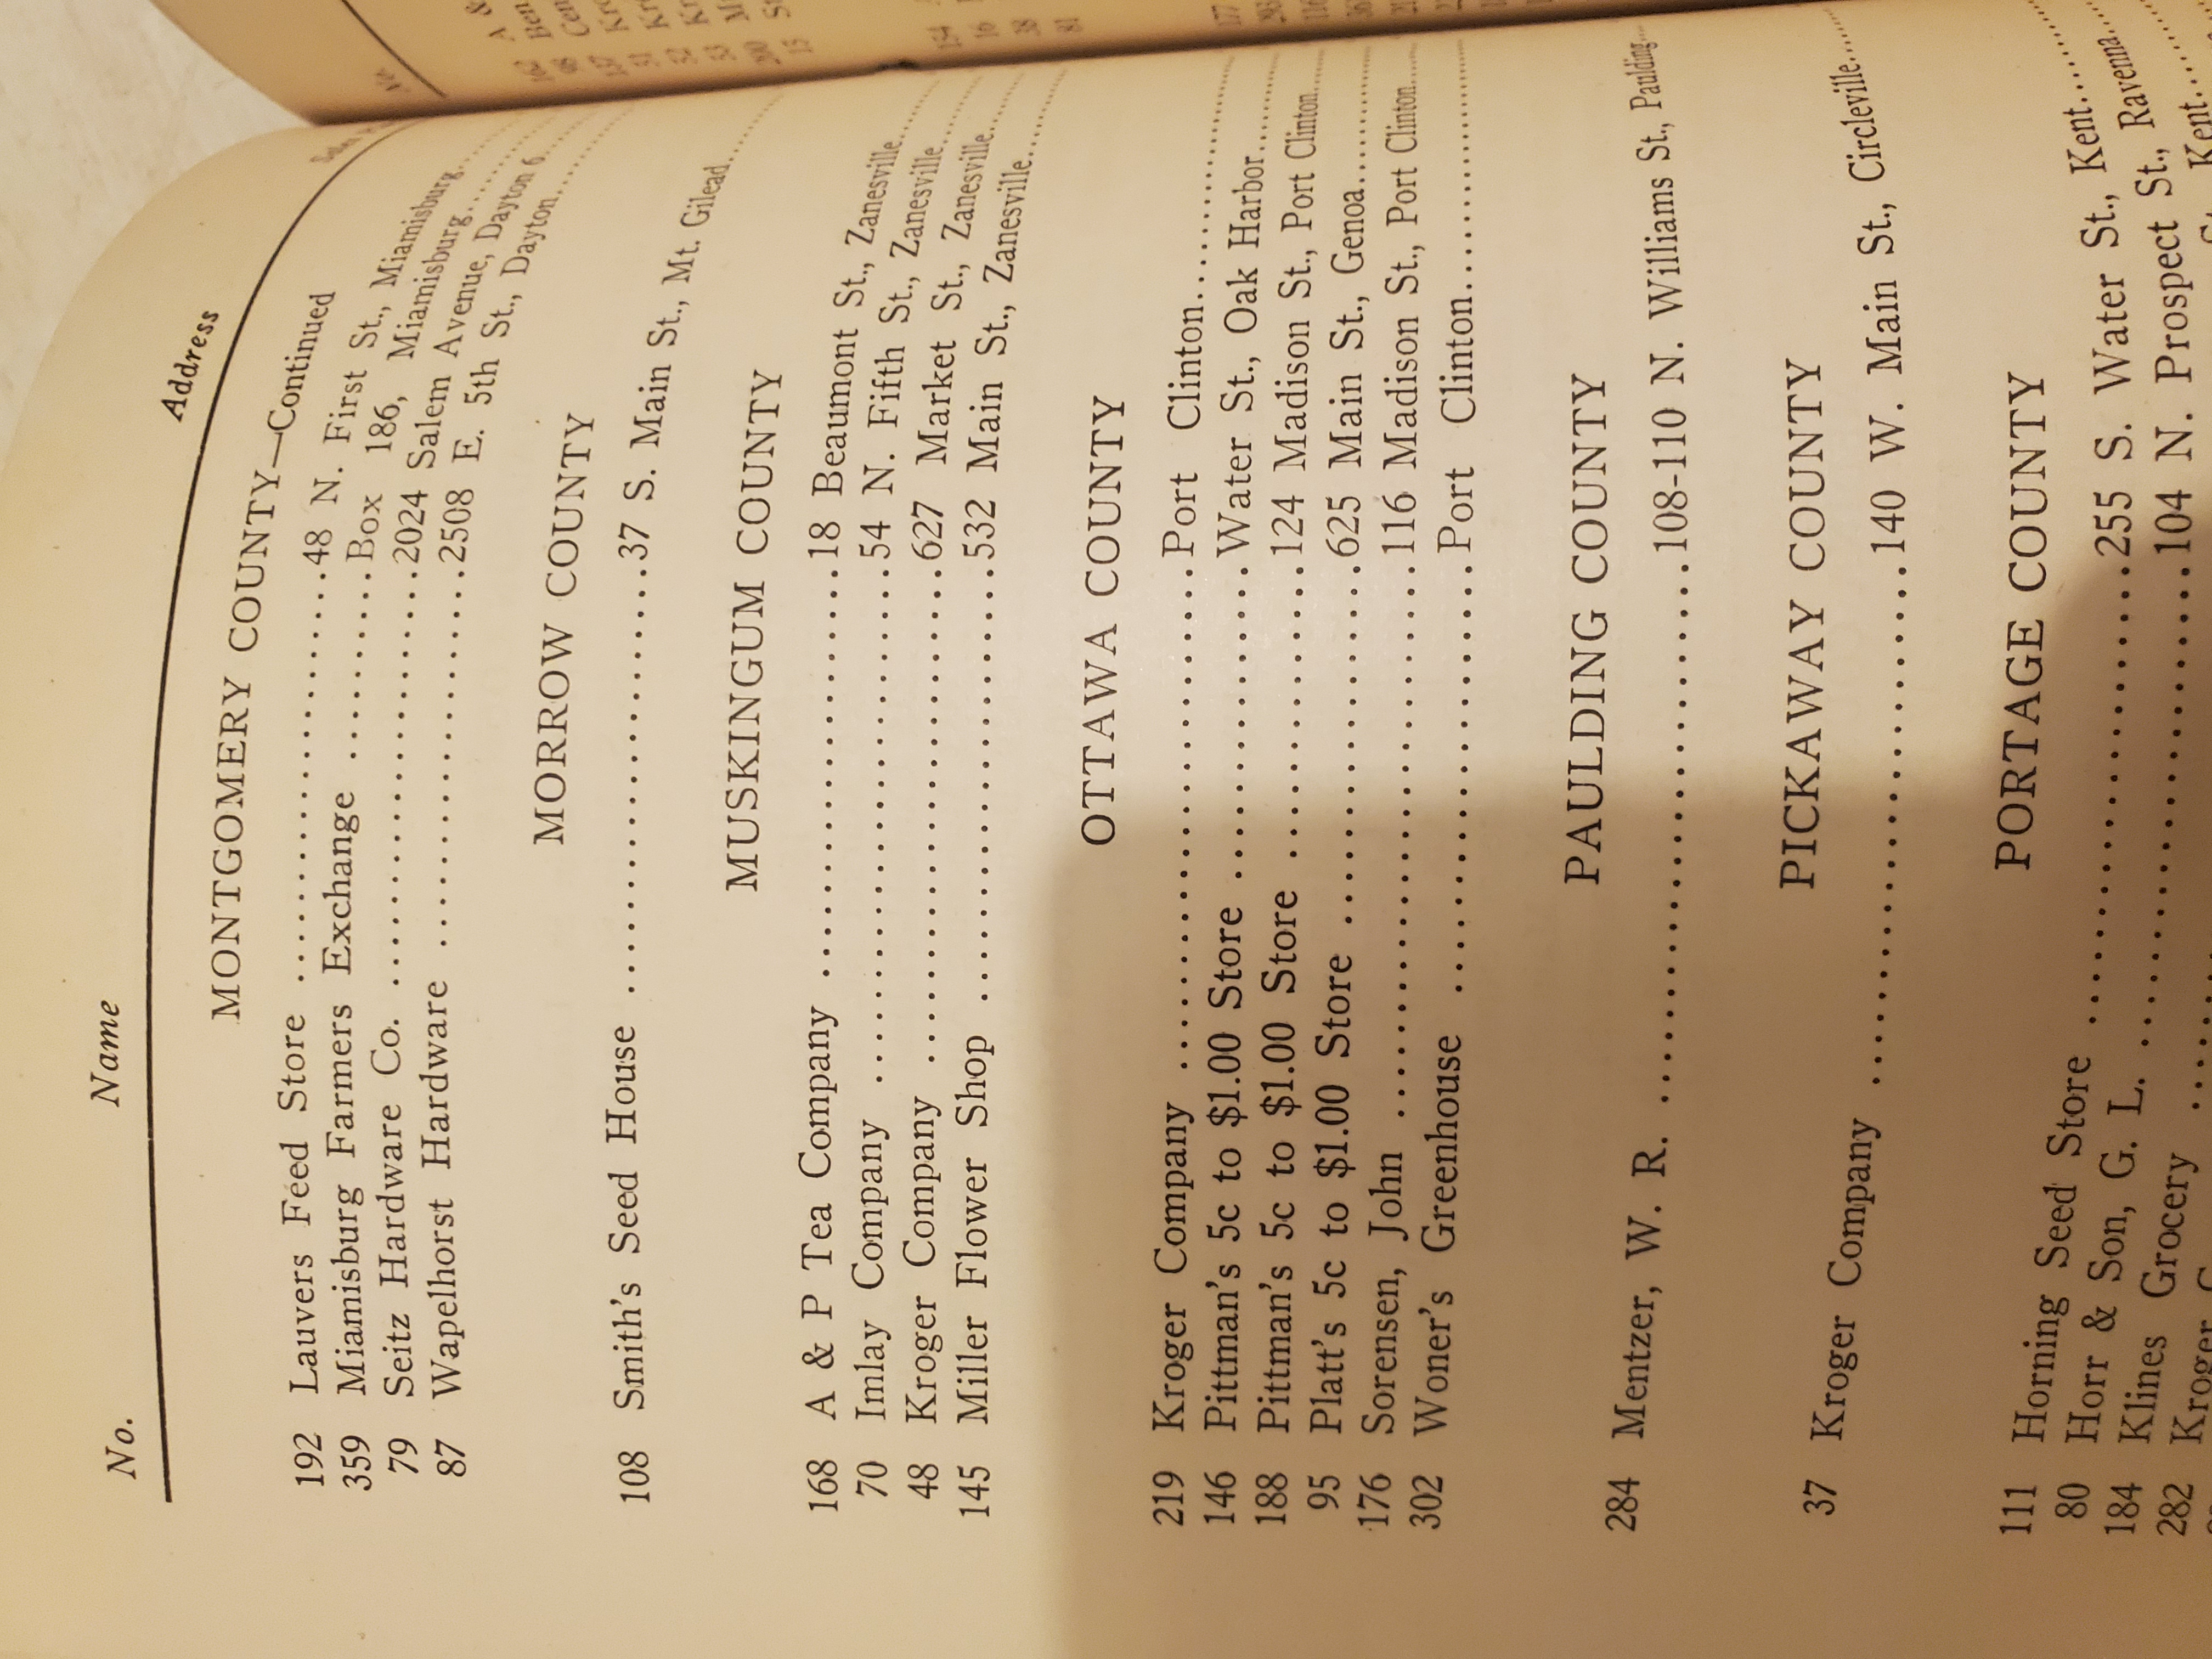 No. Name Address
MONTGOMERY COUNTY—Continued
192 Lauvers Feed Store ........................48 N. First St., Miamisburg......
359 Miamisburg Farmers Exchange ..........Box 186, Miamisburg......
79 Seitz Hardware Co. ........................2024 Salem Avenue, Dayton 6......
87 Wapelhorst Hardware ......................2508 E. 5th St., Dayton......
MORROW COUNTY
108 Smith's Seed House ........................37 S. Main St., Mt. Gilead......
MUSKINGUM COUNTY
168 A & P Tea Company ........................18 Beaumont St., Zanesville......
70 Imlay Company ..............................54 N. Fifth St., Zanesville......
48 Kroger Company ............................627 Market St., Zanesville......
145 Miller Flower Shop ........................532 Main St., Zanesville......
OTTAWA COUNTY
219 Kroger Company ............................Port Clinton......
146 Pittman's 5c to $1.00 Store ................Water St., Oak Harbor......
188 Pittman's 5c to $1.00 Store ................124 Madison St., Port Clinton......
95 Platt's 5c to $1.00 Store ..................625 Main St., Genoa......
176 Sorensen, John ............................116 Madison St., Port Clinton......
302 Woner's Greenhouse ......................Port Clinton......
PAULDING COUNTY
284 Mentzer, W. R. ............................108-110 N. Williams St., Paulding......
PICKAWAY COUNTY
37 Kroger Company ............................140 W. Main St., Circleville......
PORTAGE COUNTY
111 Horning Seed Store ........................255 S. Water St., Kent......
80 Horr & Son, G. L. ..........................104 N. Prospect St., Ravenna......
184 Klines Grocery ............ Kent......
282 Kroger